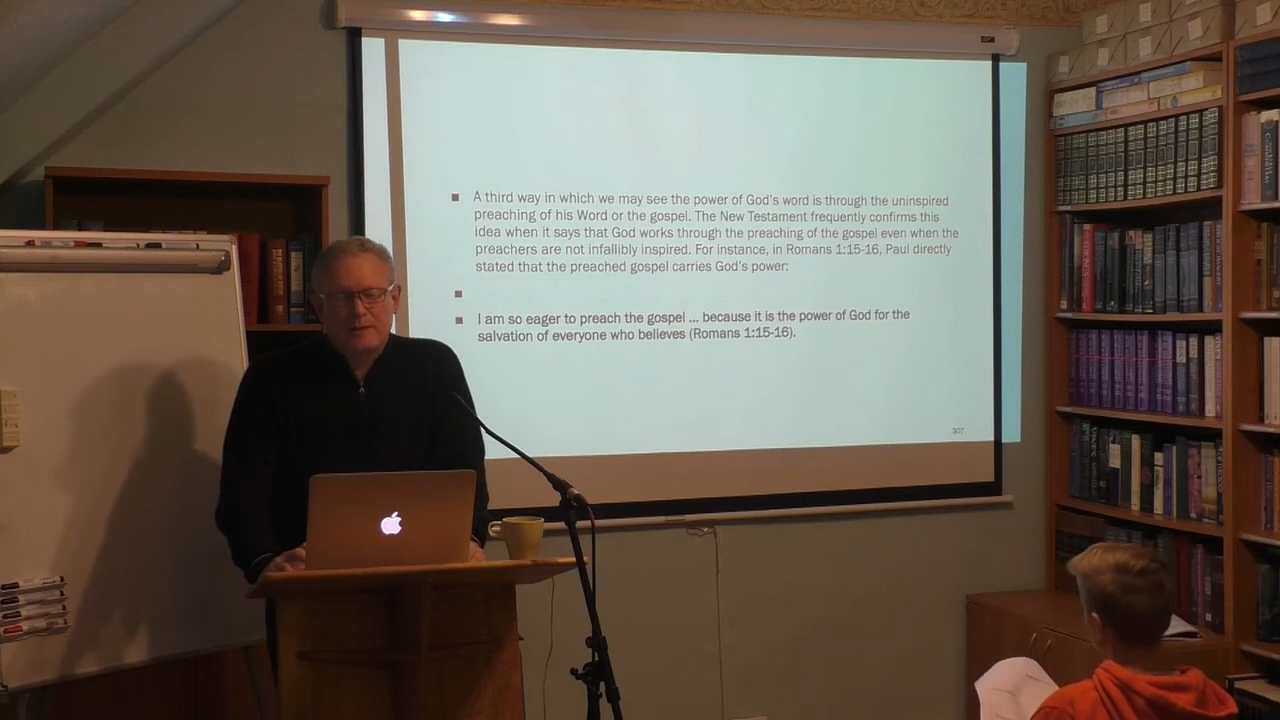 A third way in which we may see the power of God's word is through the uninspired
preaching of his Word or the gospel. The New Testament frequently confirms this
idea when it says that God works through the preaching of the gospel even when the
preachers are not infallibly inspired. For instance, in Romans 1:15-16, Paul directly
stated that the preached gospel carries God's power:
I am so eager to preach the gospel ... because it is the power of God for the
salvation of everyone who believes (Romans 1:15-16).
307